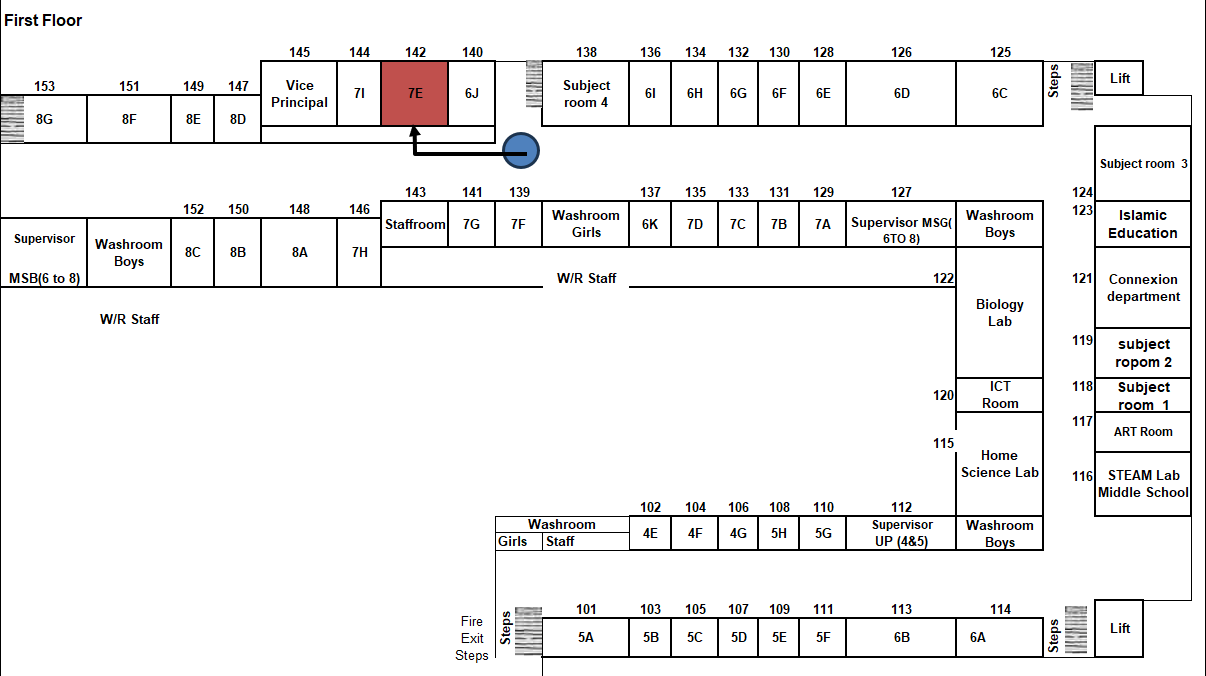 First Floor
145 144 142 140 138 136 134 132 130 128 126 125
153 151 149 147
Vice
Principal
7I
7E
6J
Subject
room 4
6I
6H
6G
6F
6E
6D
6C
Steps
Lift
8G
8F
8E
8D
Subject room 3
124
143 141 139 137 135 133 131 129 127
152 150 148 146
123
Islamic
Education
Staffroom
7G
7F
Washroom
Girls
6K
7D
7C
7B
7A
Supervisor MSG(
6TO 8)
Washroom
Boys
Supervisor
MSB(6 to 8)
Washroom
Boys
8C
8B
8A
7H
W/R Staff
122
121
Connexion
department
Biology
Lab
W/R Staff
119
subject
ropom 2
120
ICT
Room
118
Subject
room 1
117
ART Room
115
Home
Science Lab
116
STEAM Lab
Middle School
102 104 106 108 110 112
Washroom
Girls
Staff
4E
4F
4G
5H
5G
Supervisor
UP (4&5)
Washroom
Boys
101 103 105 107 109 111 113 114
Fire
Exit
Steps
Steps
5A
5B
5C
5D
5E
5F
6B
6A
Steps
Lift